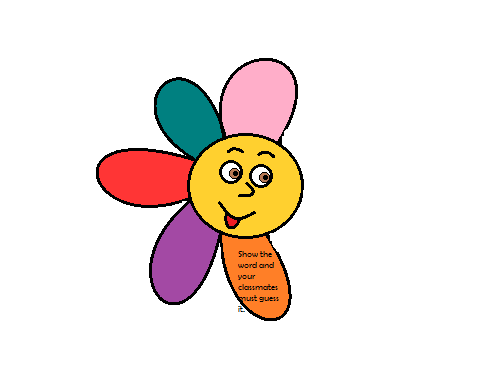 Show the
word and
your
classmates
must guess
it.